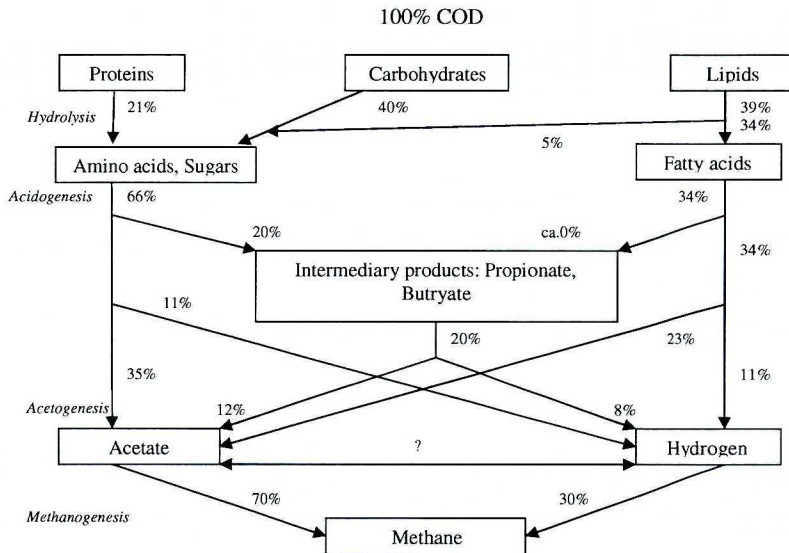 100% COD
Proteins
Carbohydrates
Lipids
21%
40%
39%
Hydrolysis
5%
34%
Amino acids, Sugars
Fatty acids
Acidogenesis
66%
34%
20%
ca.0%
34%
Intermediary products: Propionate,
Butryate
11%
20%
23%
35%
11%
Acetogenesis
12%
8%
Acetate
?
Hydrogen
70%
30%
Methanogenesis
Methane